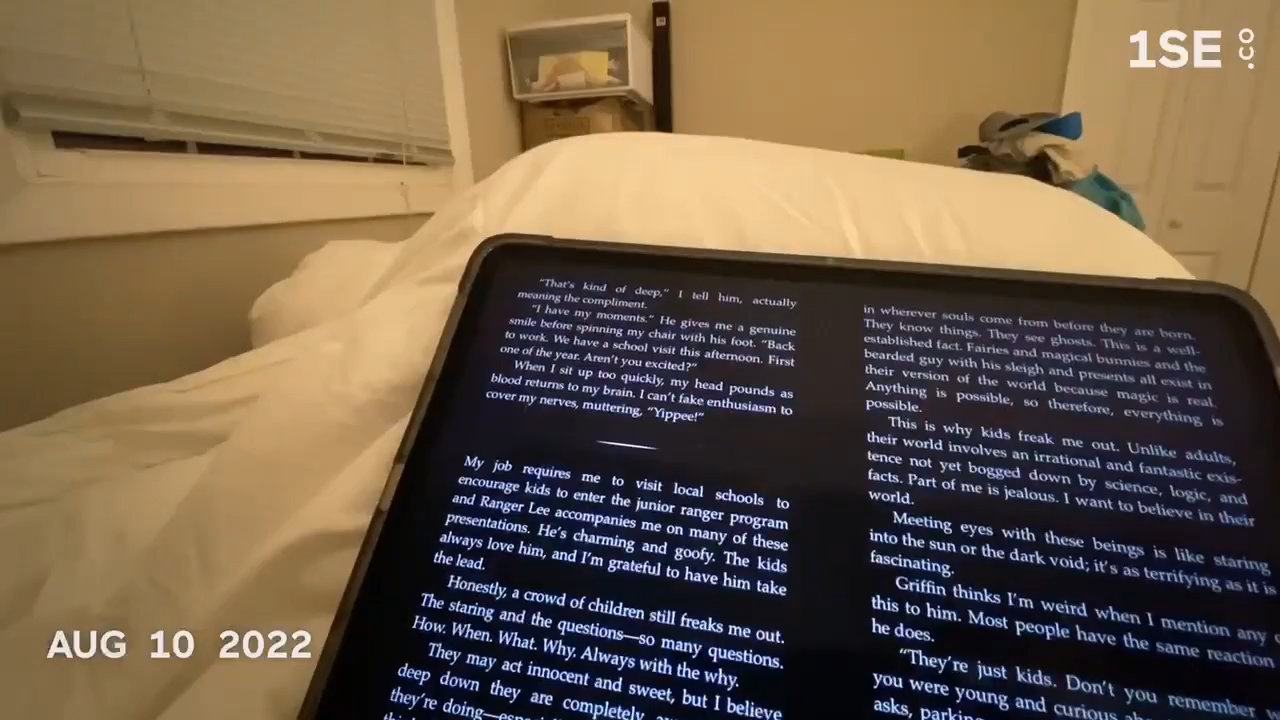 1SE
.CO
"That's kind of deep," I tell him, actually
meaning the compliment.
"I have my moments." He gives me a genuine
smile before spinning my chair with his foot. "Back
to work. We have a school visit this afternoon. First
one of the year. Aren't you excited?"
When I sit up too quickly, my head pounds as
blood returns to my brain. I can't fake enthusiasm to
cover my nerves, muttering, "Yippee!"
My job requires me to visit local schools to
encourage kids to enter the junior ranger program
and Ranger Lee accompanies me on many of these
presentations. He's charming and goofy. The kids
always love him, and I'm grateful to have him take
the lead.
Honestly, a crowd of children still freaks me out.
The staring and the questions—so many questions.
How. When. What. Why. Always with the why.
They may act innocent and sweet, but I believe
deep down they are completely
they're doing
in wherever souls come from before they are born.
They know things. They see ghosts. This is a well-
established fact. Fairies and magical bunnies and the
bearded guy with his sleigh and presents all exist in
their version of the world because magic is real.
Anything is possible, so therefore, everything is
possible.
This is why kids freak me out. Unlike adults,
their world involves an irrational and fantastic exis-
tence not yet bogged down by science, logic, and
facts. Part of me is jealous. I want to believe in their
world.
Meeting eyes with these beings is like staring
into the sun or the dark void; it's as terrifying as it is
fascinating.
Griffin thinks I'm weird when I mention any
this to him. Most people have the same reaction
he does.
"They're just kids. Don't you remember
you were young and curious
asks,
AUG 10 2022